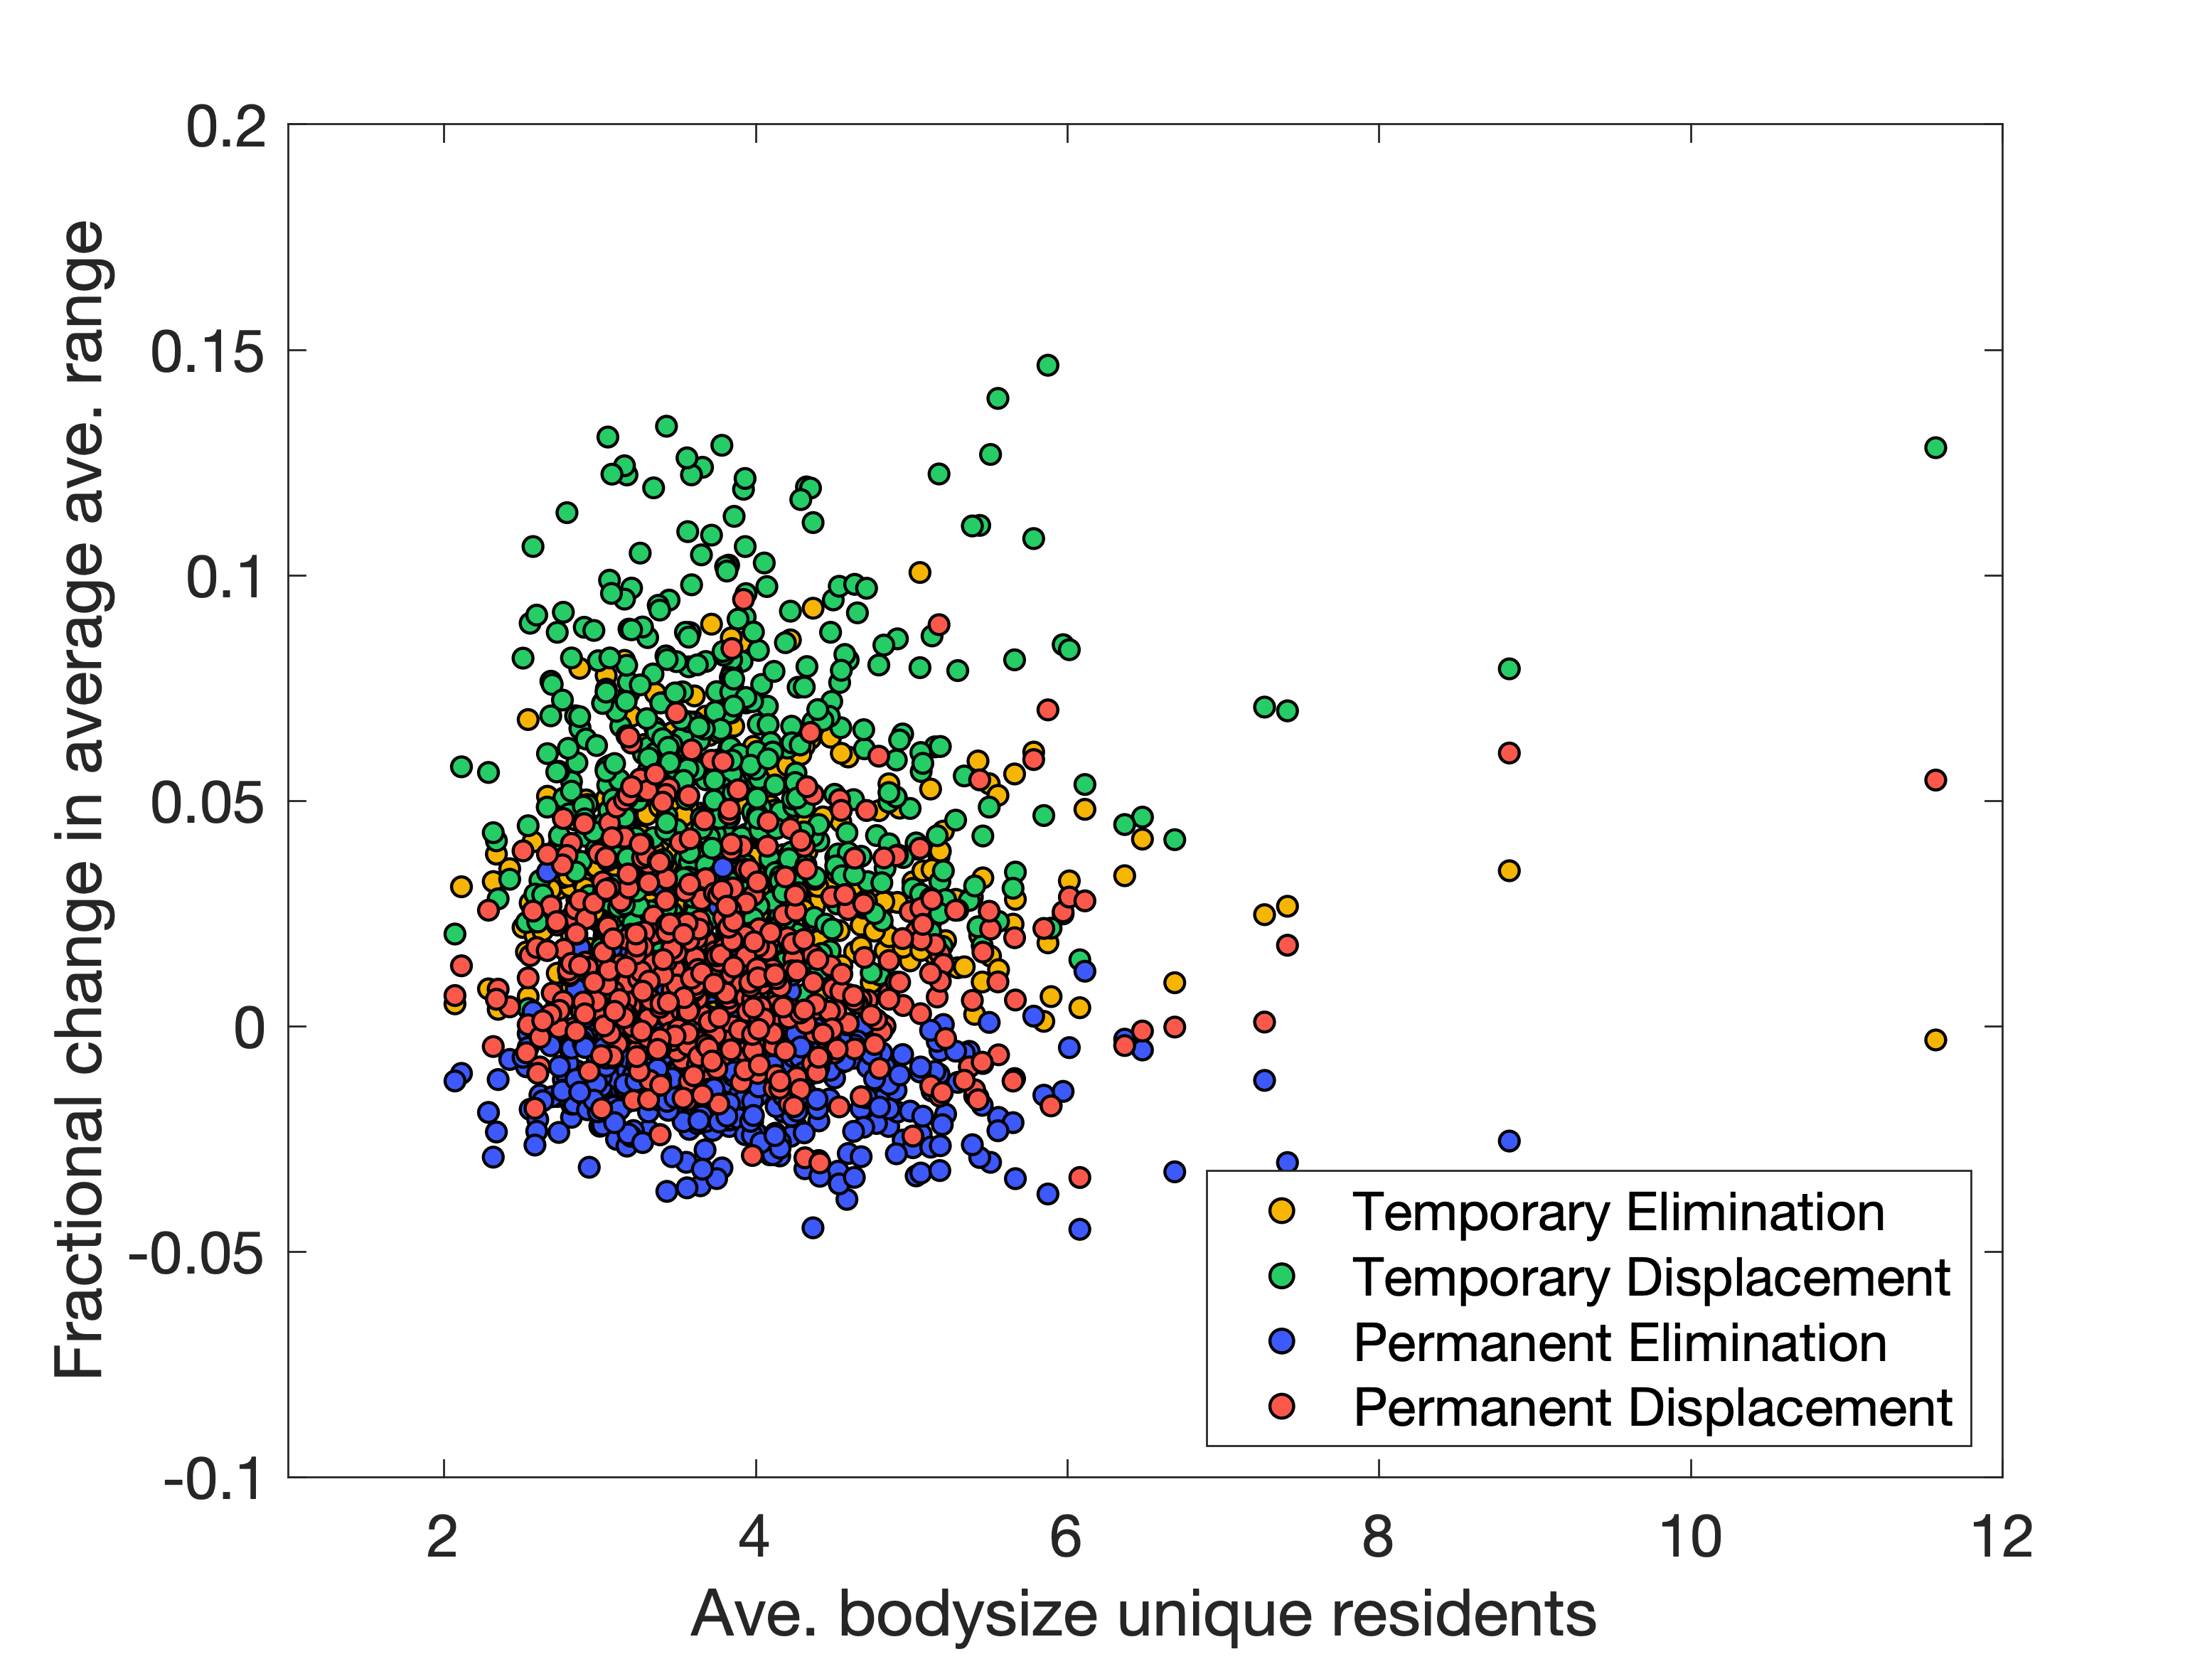 0.2
0.15
0.1
0.05
0
-0.05
-0.1
Fractional change in average ave. range
2 4 6 8 10 12
Ave. bodysize unique residents
Temporary Elimination
Temporary Displacement
Permanent Elimination
Permanent Displacement